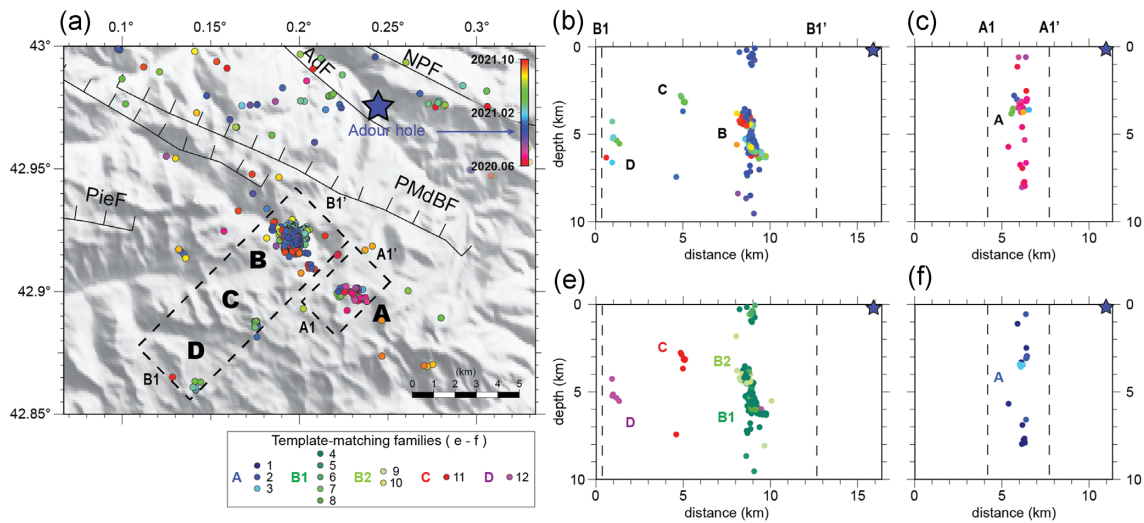 (a)
0.1°
0.15°
0.2°
0.25°
0.3°
43°
42.95°
42.9°
42.85°
AdF
NPF
2021.10
2021.02
2020.06
Adour hole
PieF
PMdBF
B1'
B
A1'
C
A1
A
D
B1
0 1 2 3 4 5
km
Template-matching families ( e - f )
A
1
2
3
B1
4
5
6
7
8
B2
9
10
C
11
D
12
(b)
B1
B1'
0
5
10
depth (km)
C
B
D
0
5
10
15
distance (km)
(c)
A1
A1'
0
5
10
A
0
5
10
distance (km)
(e)
0
5
10
depth (km)
C
B2
B1
D
0
5
10
15
distance (km)
(f)
0
5
10
A
0
5
10
distance (km)